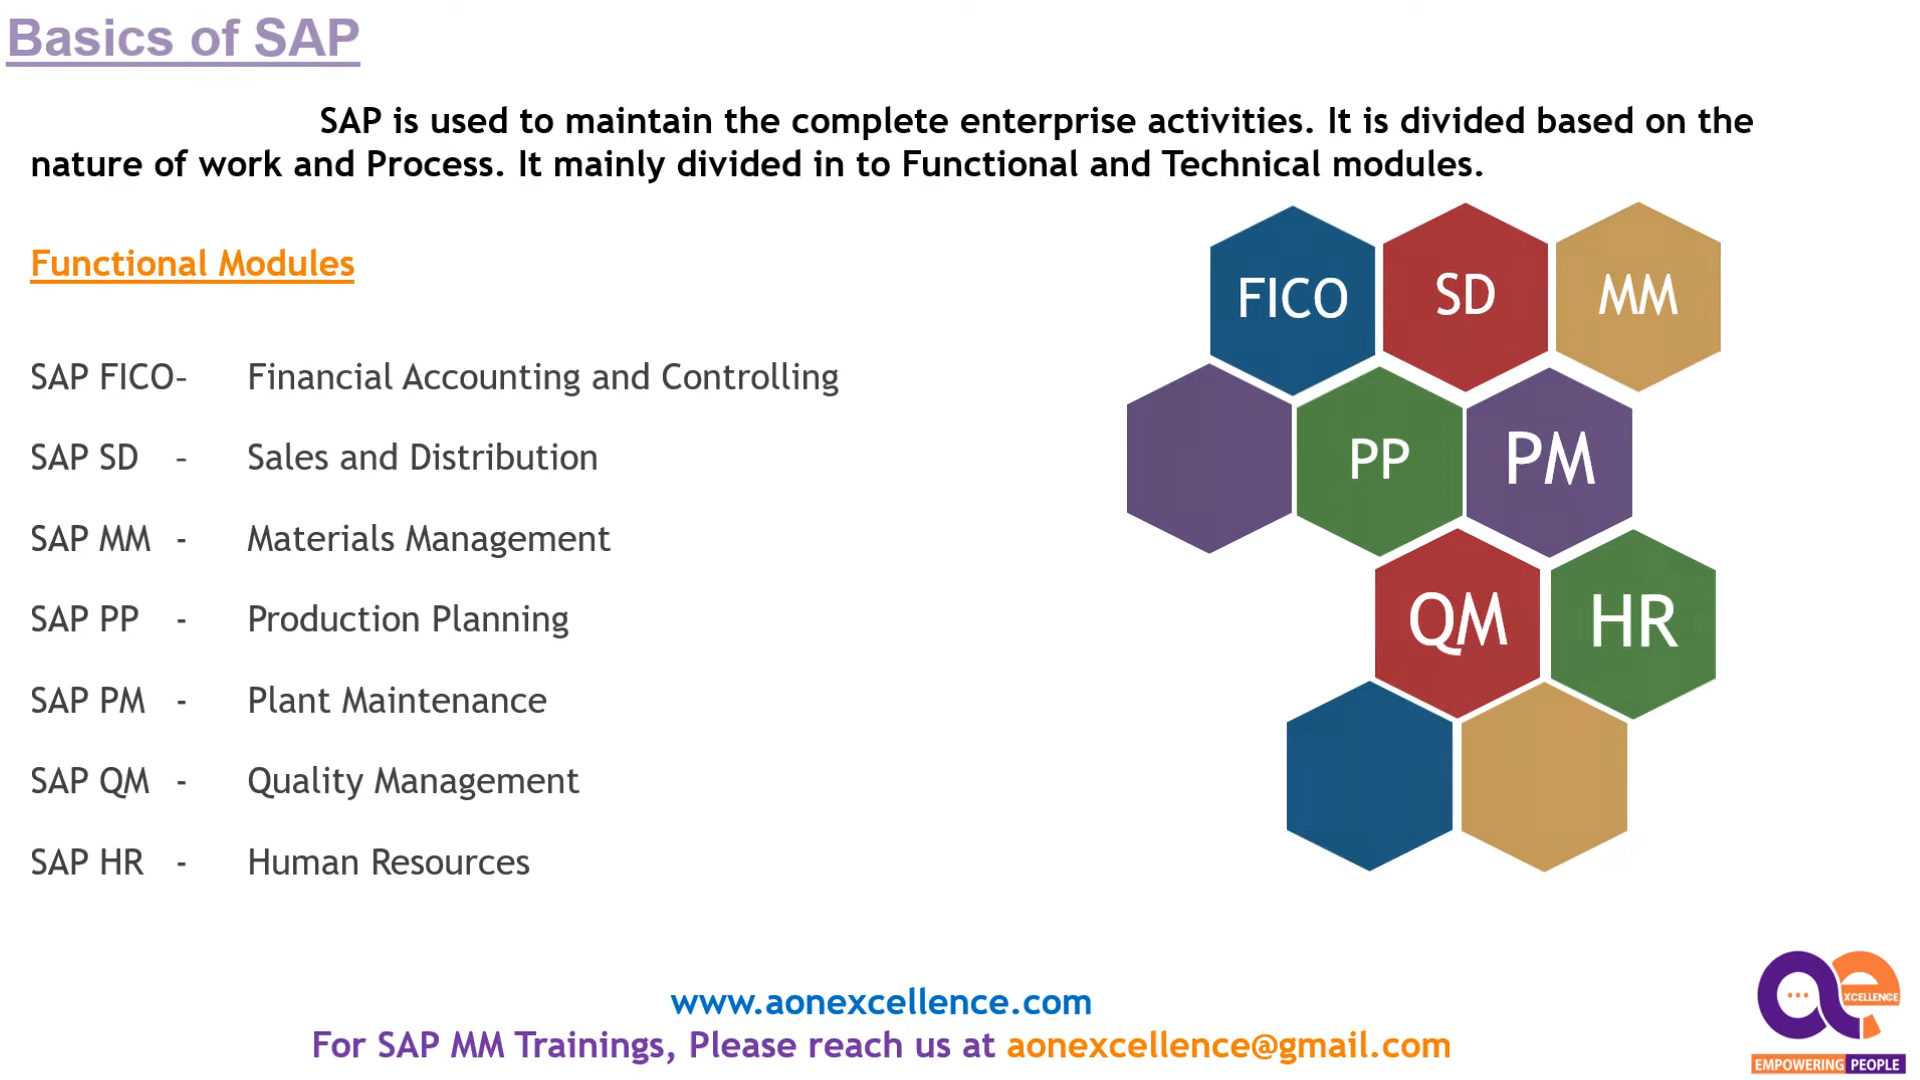 Basics of SAP
SAP is used to maintain the complete enterprise activities. It is divided based on the
nature of work and Process. It mainly divided in to Functional and Technical modules.
Functional Modules
SAP FICO- Financial Accounting and Controlling
SAP SD - Sales and Distribution
SAP MM - Materials Management
SAP PP - Production Planning
SAP PM - Plant Maintenance
SAP QM - Quality Management
SAP HR - Human Resources
FICO SD MM
PP PM
QM HR
www.aonexcellence.com
For SAP MM Trainings, Please reach us at aonexcellence@gmail.com
ae XCELLENCE
EMPOWERING PEOPLE